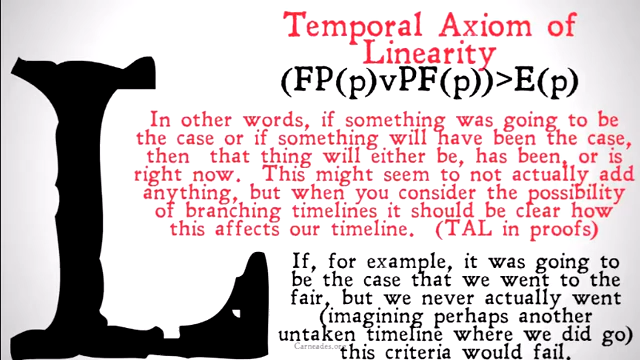 Temporal Axiom of
Linearity
(FP(p)vPF(p))>E(p)
In other words, if something was going to be
the case or if something will have been the case,
then that thing will either be, has been, or is
right now. This might seem to not actually add
anything, but when you consider the possibility
of branching timelines it should be clear how
this affects our timeline. (TAL in proofs)
If, for example, it was going to
be the case that we went to the
fair, but we never actually went
(imagining perhaps another
untaken timeline where we did go)
this criteria would fail.
L
Carneades.org